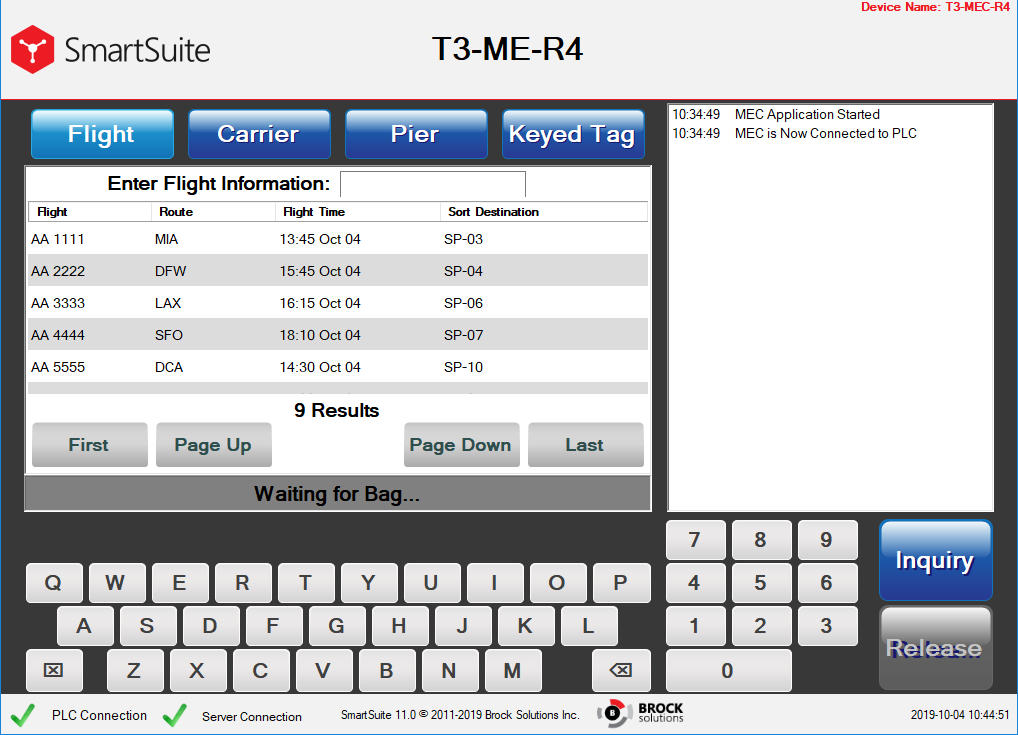 Device Name: T3-MEC-R4
SmartSuite
T3-ME-R4
Flight Carrier Pier Keyed Tag
10:34:49 MEC Application Started
10:34:49 MEC is Now Connected to PLC
Enter Flight Information:
Flight Route Flight Time Sort Destination
AA 1111 MIA 13:45 Oct 04 SP-03
AA 2222 DFW 15:45 Oct 04 SP-04
AA 3333 LAX 16:15 Oct 04 SP-06
AA 4444 SFO 18:10 Oct 04 SP-07
AA 5555 DCA 14:30 Oct 04 SP-10
9 Results
First Page Up Page Down Last
Waiting for Bag...
7 8 9
Inquiry
Q W E R T Y U I O P 4 5 6
A S D F G H J K L 1 2 3
Release
Z X C V B N M 0
PLC Connection Server Connection SmartSuite 11.0 © 2011-2019 Brock Solutions Inc. B BROCK solutions 2019-10-04 10:44:51